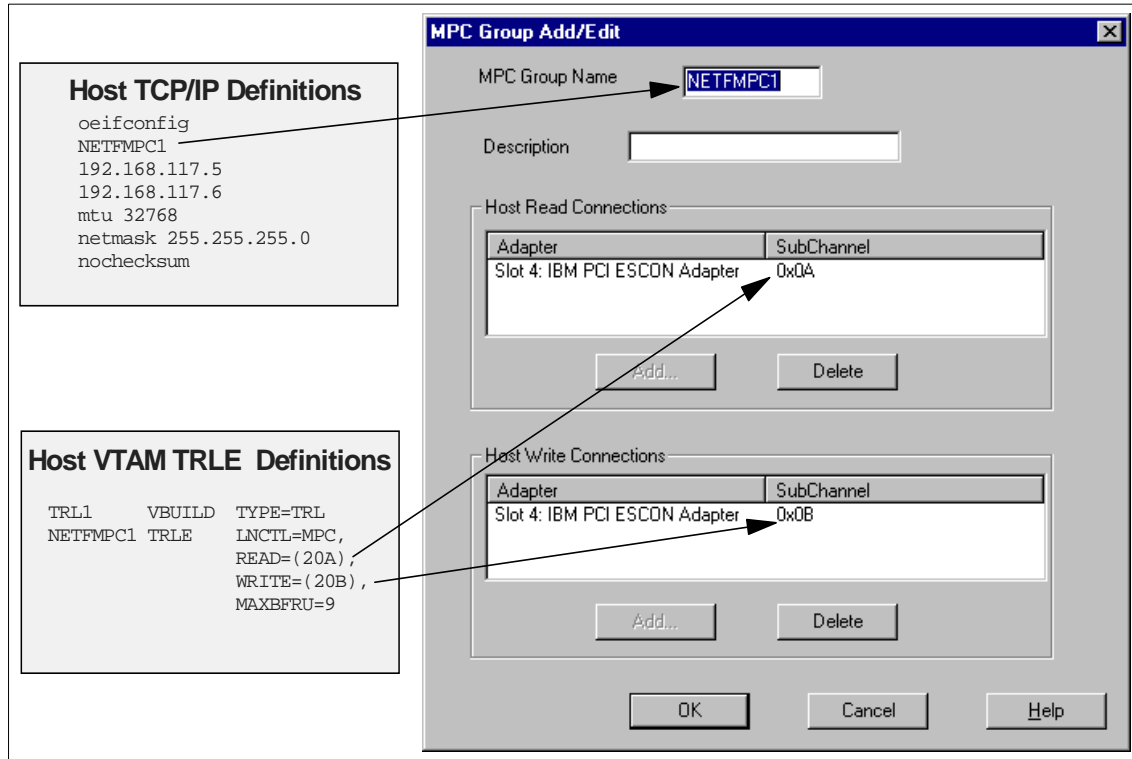 Host TCP/IP Definitions
oeifconfig
NETFMPC1
192.168.117.5
192.168.117.6
mtu 32768
netmask 255.255.255.0
nochecksum
Host VTAM TRLE Definitions
TRL1 VBUILD TYPE=TRL
NETFMPC1 TRLE LNCTL=MPC,
READ=(20A),
WRITE=(20B),
MAXBFRU=9
MPC Group Add/Edit
MPC Group Name NETFMPC1
Description
Host Read Connections
Adapter SubChannel
Slot 4: IBM PCI ESCON Adapter 0x0A
Add... Delete
Host Write Connections
Adapter SubChannel
Slot 4: IBM PCI ESCON Adapter 0x0B
Add... Delete
OK Cancel Help